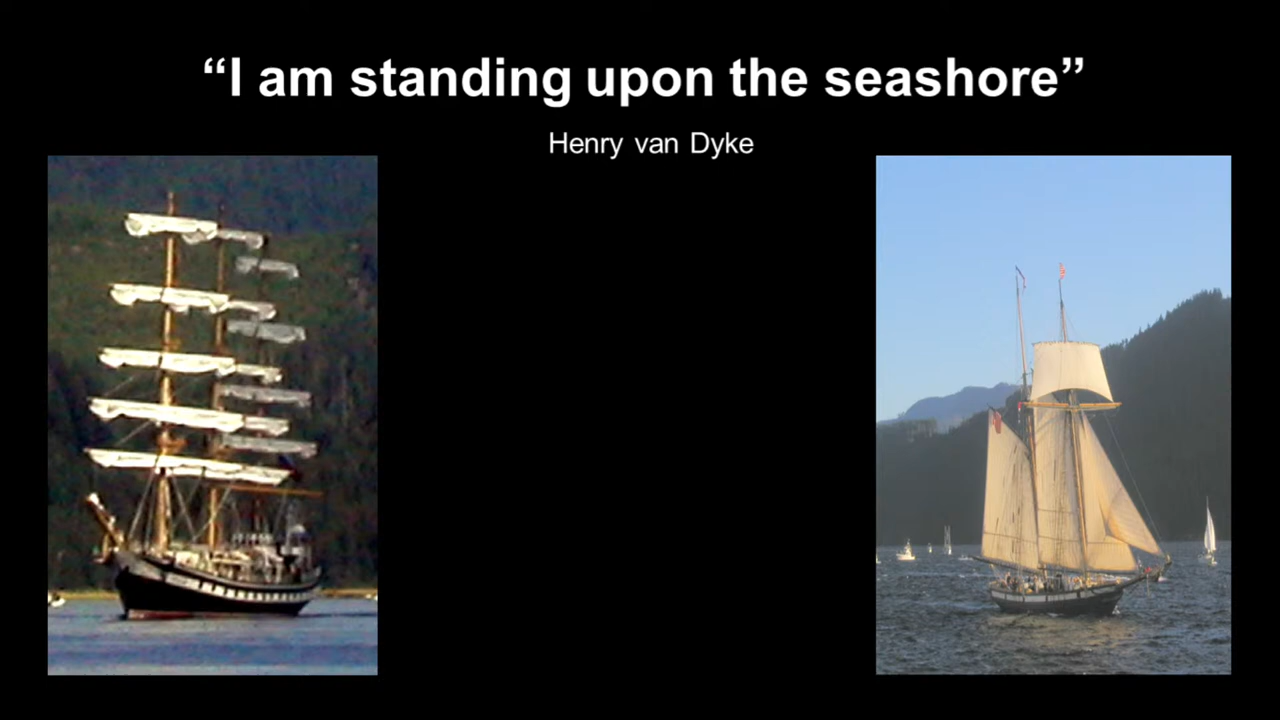 “I am standing upon the seashore”
Henry van Dyke